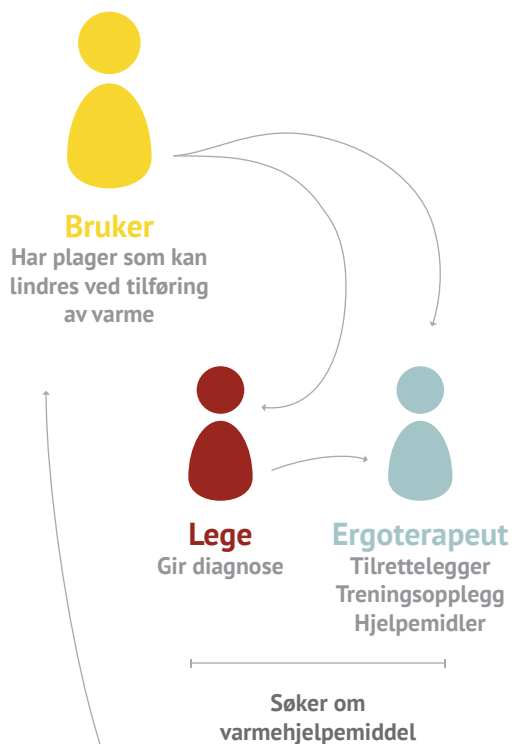 Bruker
Har plager som kan
lindres ved tilføring
av varme
Lege
Gir diagnose
Ergoterapeut
Tilrettelegger
Treningsopplegg
Hjelpemidler
Søker om
varmehjelpemiddel